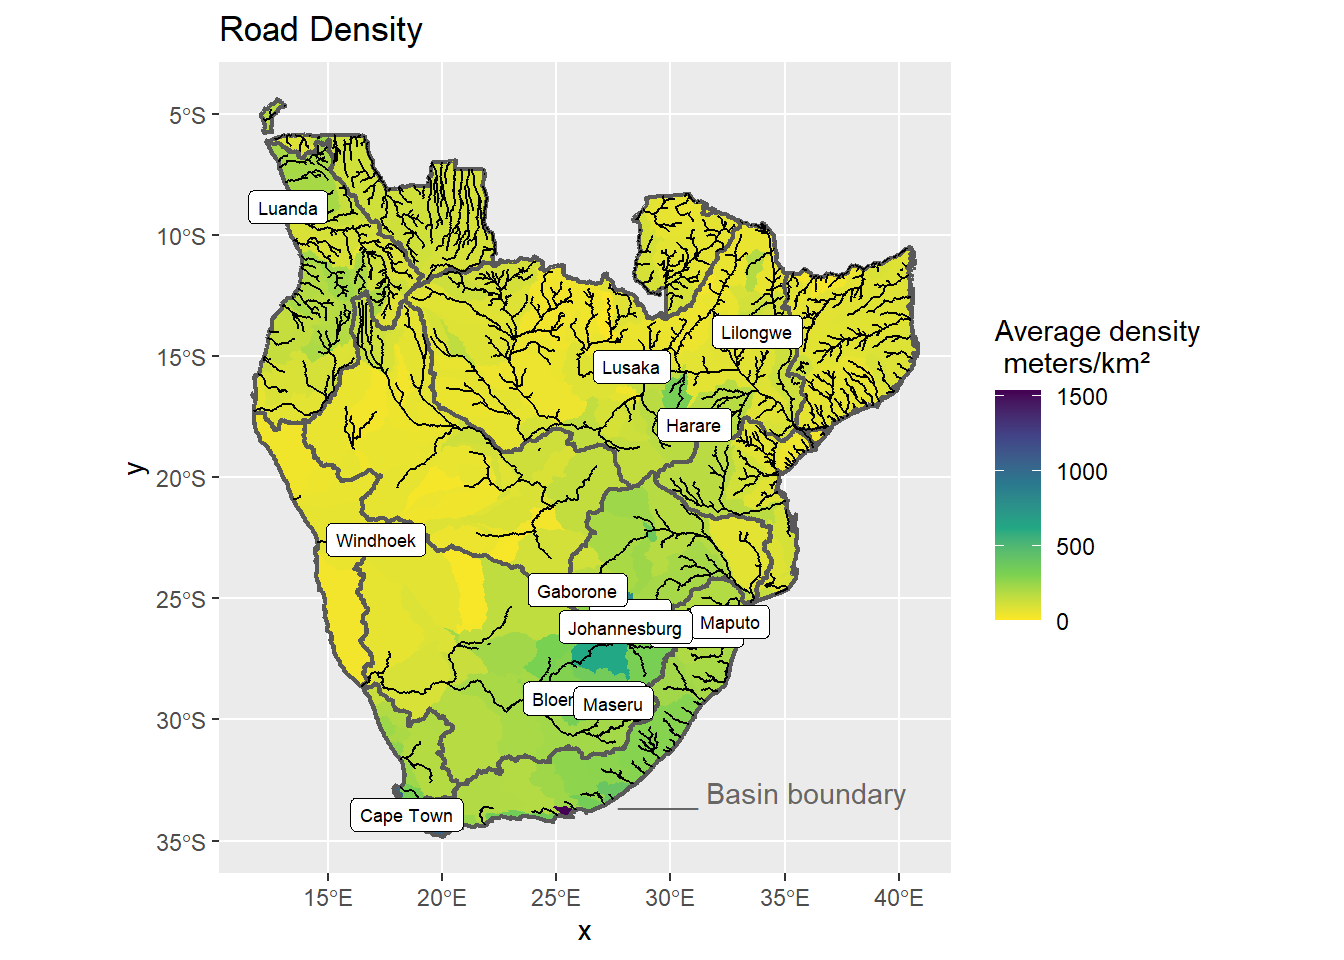 Road Density
5°S
10°S
15°S
20°S
25°S
30°S
35°S
y
15°E
20°E
25°E
30°E
35°E
40°E
x
Luanda
Lilongwe
Lusaka
Harare
Windhoek
Gaborone
Maputo
Johannesburg
Maseru
Cape Town
Basin boundary
Average density
meters/km²
1500
1000
500
0